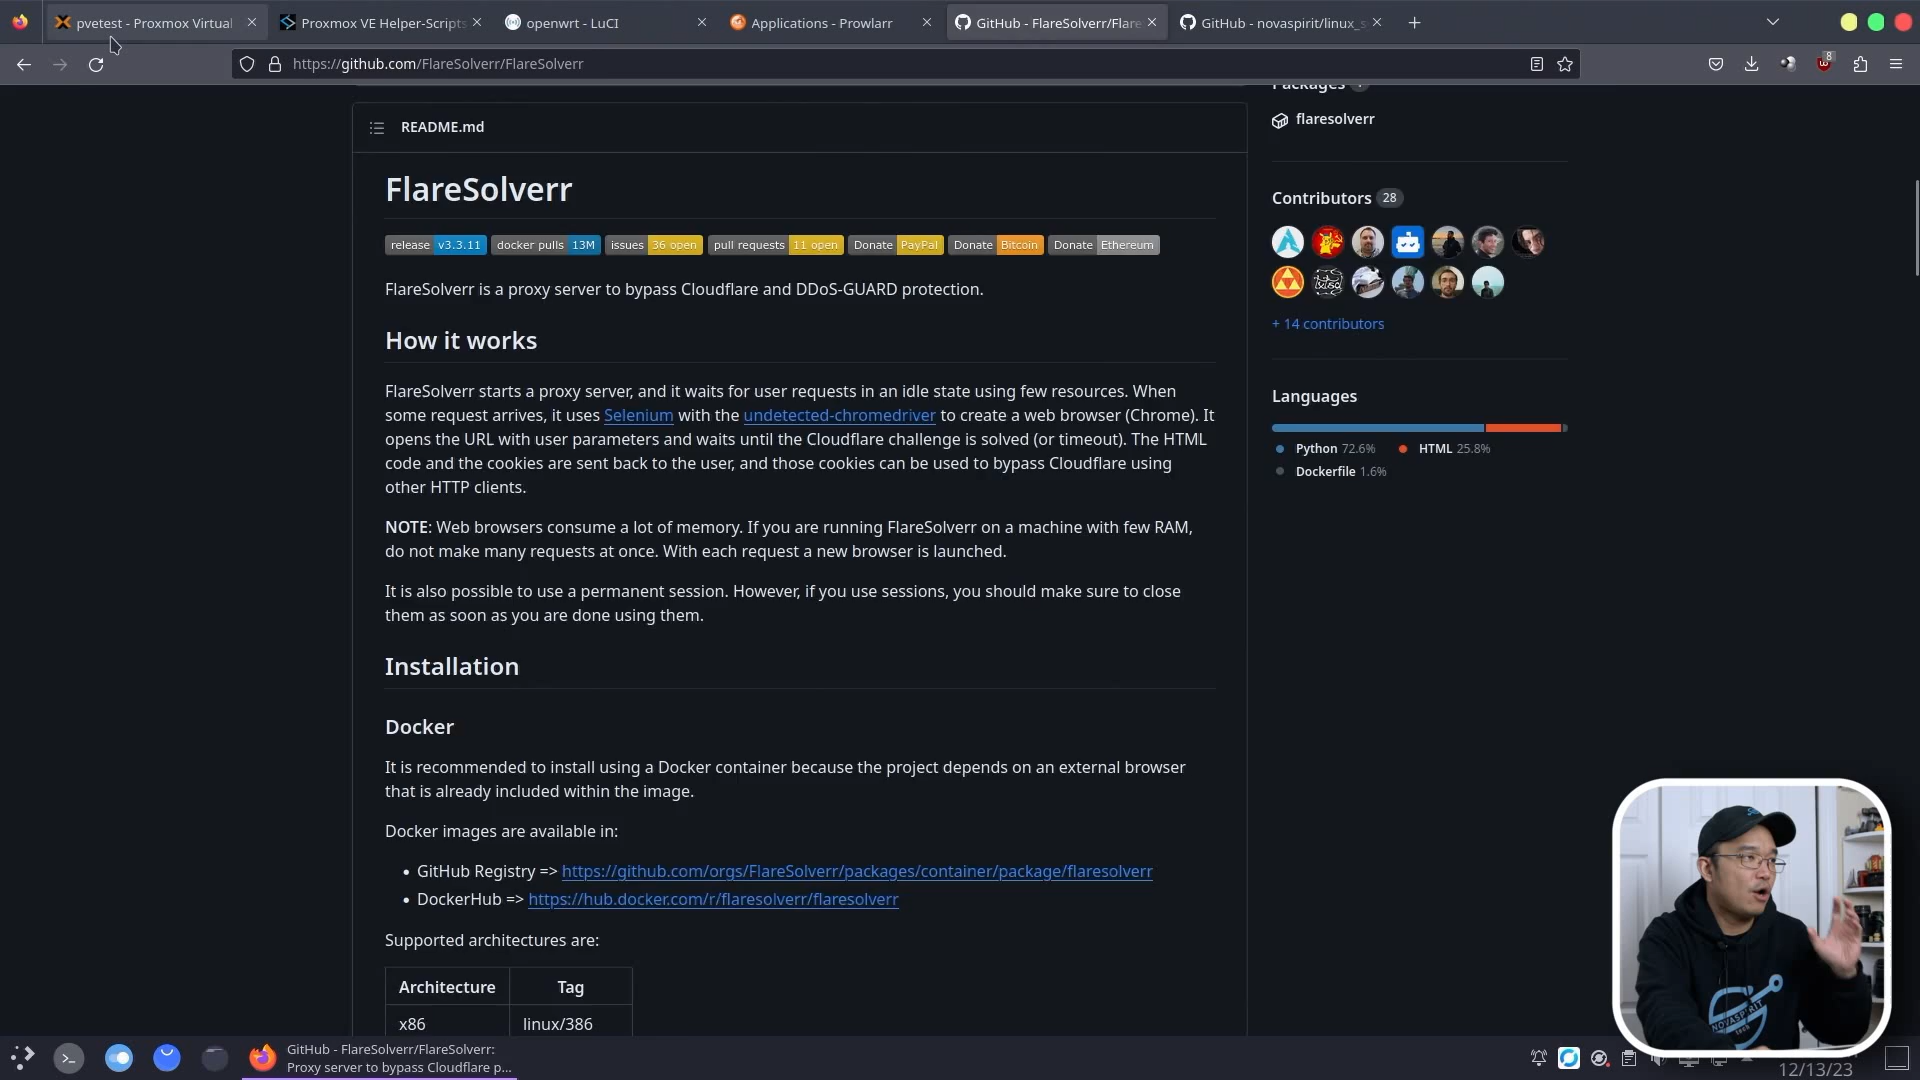 pvetest - Proxmox Virtual
Proxmox VE Helper-Scripts
openwrt - LuCI
Applications - Prowlarr
GitHub - FlareSolverr/Flare
GitHub - novaspirit/linux_s
https://github.com/FlareSolverr/FlareSolverr
8
README.md
FlareSolverr
release v3.3.11 docker pulls 13M issues 36 open pull requests 11 open Donate PayPal Donate Bitcoin Donate Ethereum
FlareSolverr is a proxy server to bypass Cloudflare and DDoS-GUARD protection.
How it works
FlareSolverr starts a proxy server, and it waits for user requests in an idle state using few resources. When
some request arrives, it uses Selenium with the undetected-chromedriver to create a web browser (Chrome). It
opens the URL with user parameters and waits until the Cloudflare challenge is solved (or timeout). The HTML
code and the cookies are sent back to the user, and those cookies can be used to bypass Cloudflare using
other HTTP clients.
NOTE: Web browsers consume a lot of memory. If you are running FlareSolverr on a machine with few RAM,
do not make many requests at once. With each request a new browser is launched.
It is also possible to use a permanent session. However, if you use sessions, you should make sure to close
them as soon as you are done using them.
Installation
Docker
It is recommended to install using a Docker container because the project depends on an external browser
that is already included within the image.
Docker images are available in:
• GitHub Registry => https://github.com/orgs/FlareSolverr/packages/container/package/flaresolverr
• DockerHub => https://hub.docker.com/r/flaresolverr/flaresolverr
Supported architectures are:
Architecture Tag
x86 linux/386
Packages
flaresolverr
Contributors 28
+ 14 contributors
Languages
Python 72.6% HTML 25.8%
Dockerfile 1.6%
NOVASPIRIT
tech
GitHub - FlareSolverr/FlareSolverr:
Proxy server to bypass Cloudflare p...
12/13/23